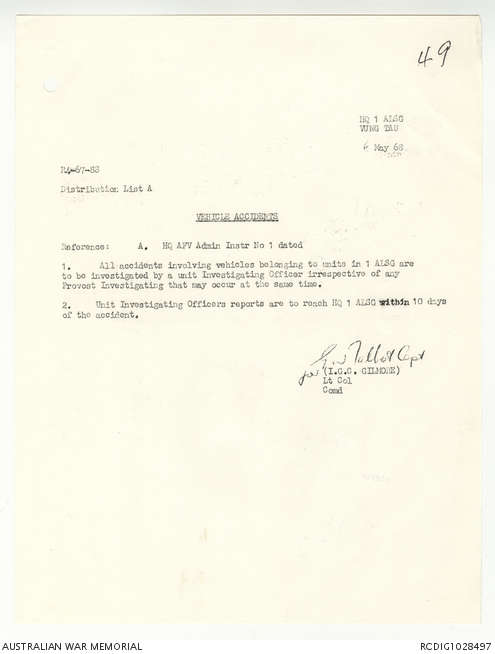 49
HQ 1 ALSG
VUNG TAU
May 68
R4-67-83
Distribution List A
VEHICLE ACCIDENTS
Reference: A. HQ AFV Admin Instr No 1 dated
1. All accidents involving vehicles belonging to units in 1 ALSG are
to be investigated by a unit Investigating Officer irrespective of any
Provost Investigating that may occur at the same time.
2. Unit Investigating Officers reports are to reach HQ 1 ALSG within 10 days
of the accident.
Talbot Capt
for (I.G.G. GILMORE)
Lt Col
Comd
AUSTRALIAN WAR MEMORIAL
RCDIG1028497